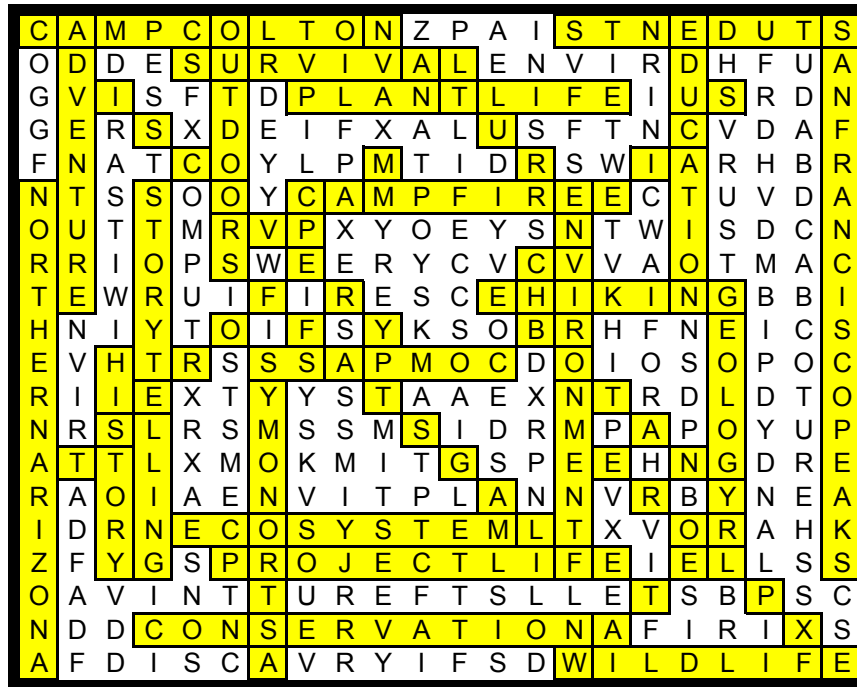 C A M P C O L T O N Z P A I S T N E D U T S
O D D E S U R V I V A L E N V I R D H F U A
G V I S F T D P L A N T L I F E I U S R D N
G E R S X D E I F X A L U S F T N C V D A F
F N A T C O Y L P M T I D R S W I A R H B R
N T S S O O Y C A M P F I R E E C T U V D A
O U T T M R V P X Y O E Y S N T W I S D C N
R R I O P S W E E R Y C V C V V A O T M A C
T E W R U I F I R E S C E H I K I N G B B I
H N I Y T O I F S Y K S O B R H F N E I C S
E V H T R S S S A P M O C D O I O S O P O C
R I I E X T Y Y S T A A E X N T R D L D T O
N R S L R S M S S M S I D R M P A P O Y U P
A T T L X M O K M I T G S P E E H N G D R E
R A O I A E N V I T P L A N N V R B Y N E A
I D R N E C O S Y S T E M L T X V O R A H K
Z F Y G S P R O J E C T L I F E I E L L S S
O A V I N T T U R E F T S L L E T S B P S C
N D D C O N S E R V A T I O N A F I R I X S
A F D I S C A V R Y I F S D W I L D L I F E